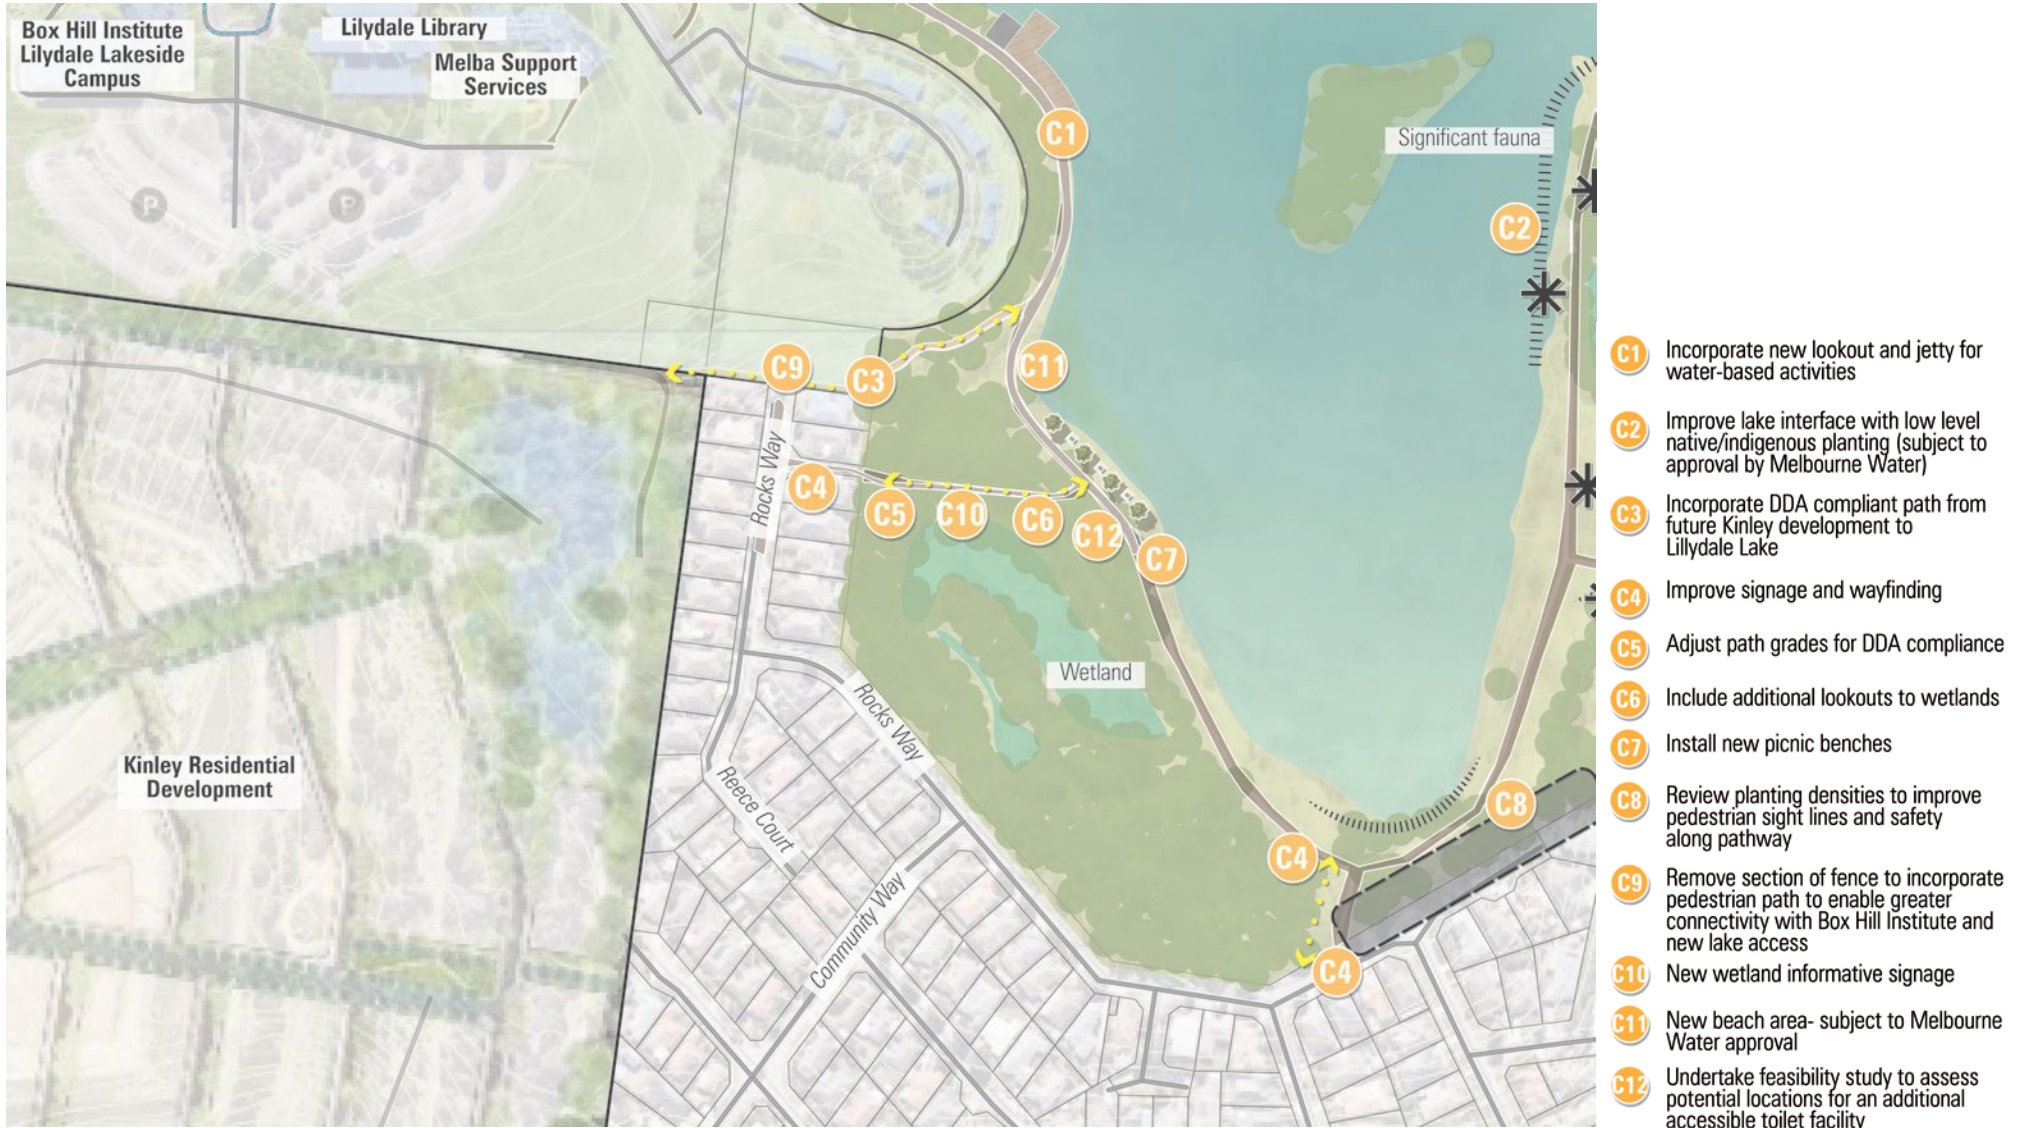 Box Hill Institute
Lilydale Lakeside
Campus
Lilydale Library
Melba Support
Services
P
P
C1
Significant fauna
C2
C9
C3
C11
Rocks Way
C4
C5
C10
C6
C12
C7
Wetland
Rocks Way
Reece Court
Kinley Residential
Development
Community Way
C8
C4
C4
C1 Incorporate new lookout and jetty for
water-based activities
C2 Improve lake interface with low level
native/indigenous planting (subject to
approval by Melbourne Water)
C3 Incorporate DDA compliant path from
future Kinley development to
Lillydale Lake
C4 Improve signage and wayfinding
C5 Adjust path grades for DDA compliance
C6 Include additional lookouts to wetlands
C7 Install new picnic benches
C8 Review planting densities to improve
pedestrian sight lines and safety
along pathway
C9 Remove section of fence to incorporate
pedestrian path to enable greater
connectivity with Box Hill Institute and
new lake access
C10 New wetland informative signage
C11 New beach area- subject to Melbourne
Water approval
C12 Undertake feasibility study to assess
potential locations for an additional
accessible toilet facility